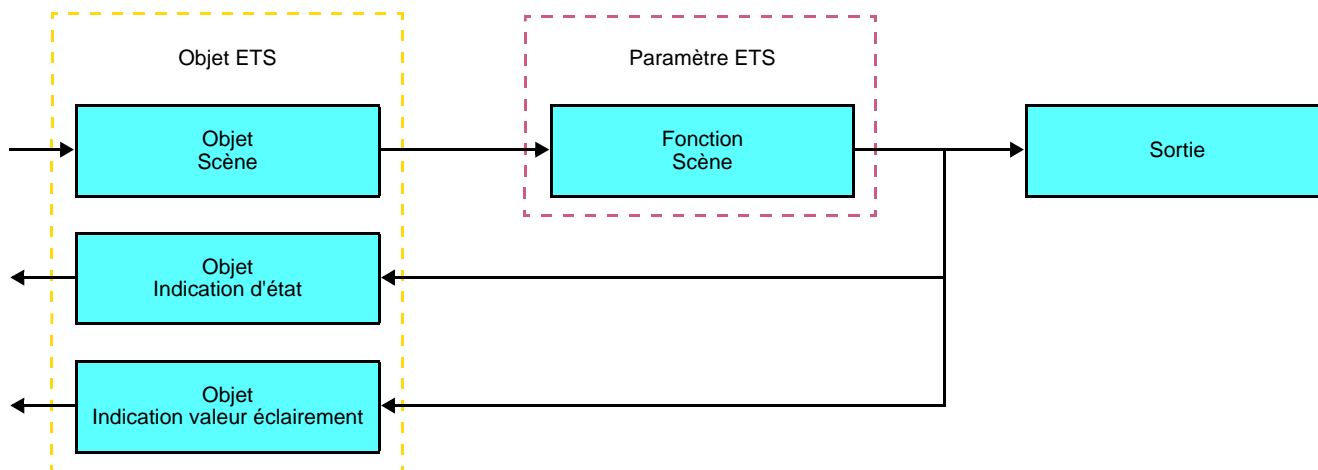 Objet ETS
Paramètre ETS
Objet
Scène
Fonction
Scène
Sortie
Objet
Indication d'état
Objet
Indication valeur éclairement